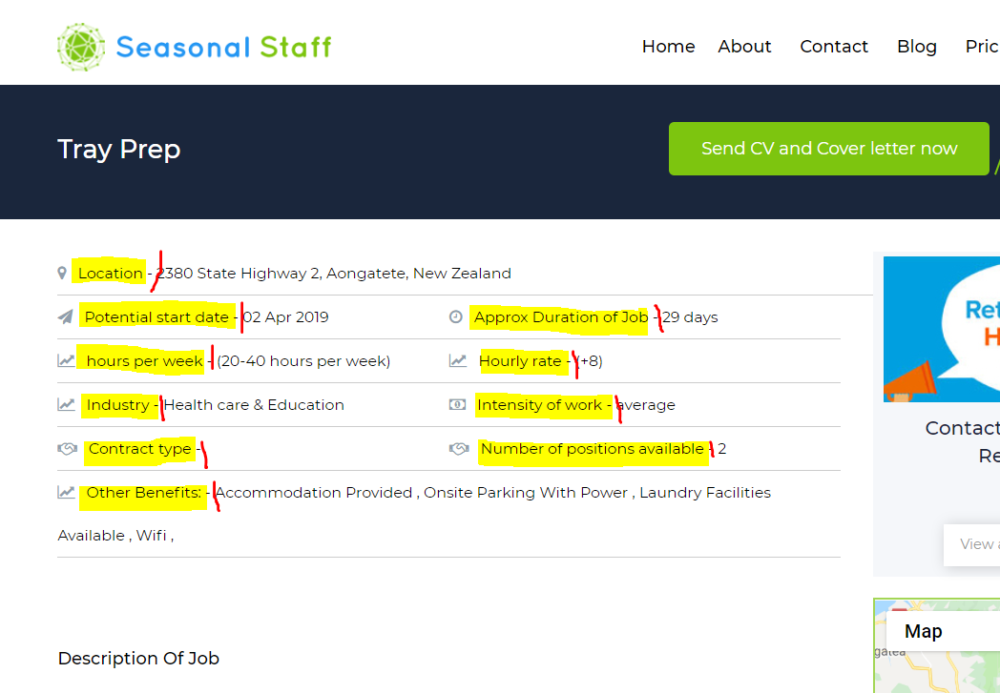 Seasonal Staff
Home About Contact Blog Pric
Tray Prep
Send CV and Cover letter now
Location - 2380 State Highway 2, Aongatete, New Zealand
Potential start date - 02 Apr 2019
Approx Duration of Job - 29 days
hours per week - (20-40 hours per week)
Hourly rate - (+8)
Industry - Health care & Education
Intensity of work - average
Contract type -
Number of positions available - 2
Other Benefits: - Accommodation Provided , Onsite Parking With Power , Laundry Facilities
Available , Wifi ,
Description Of Job
Ret
H
Contact
Re
View a
Map
gatea